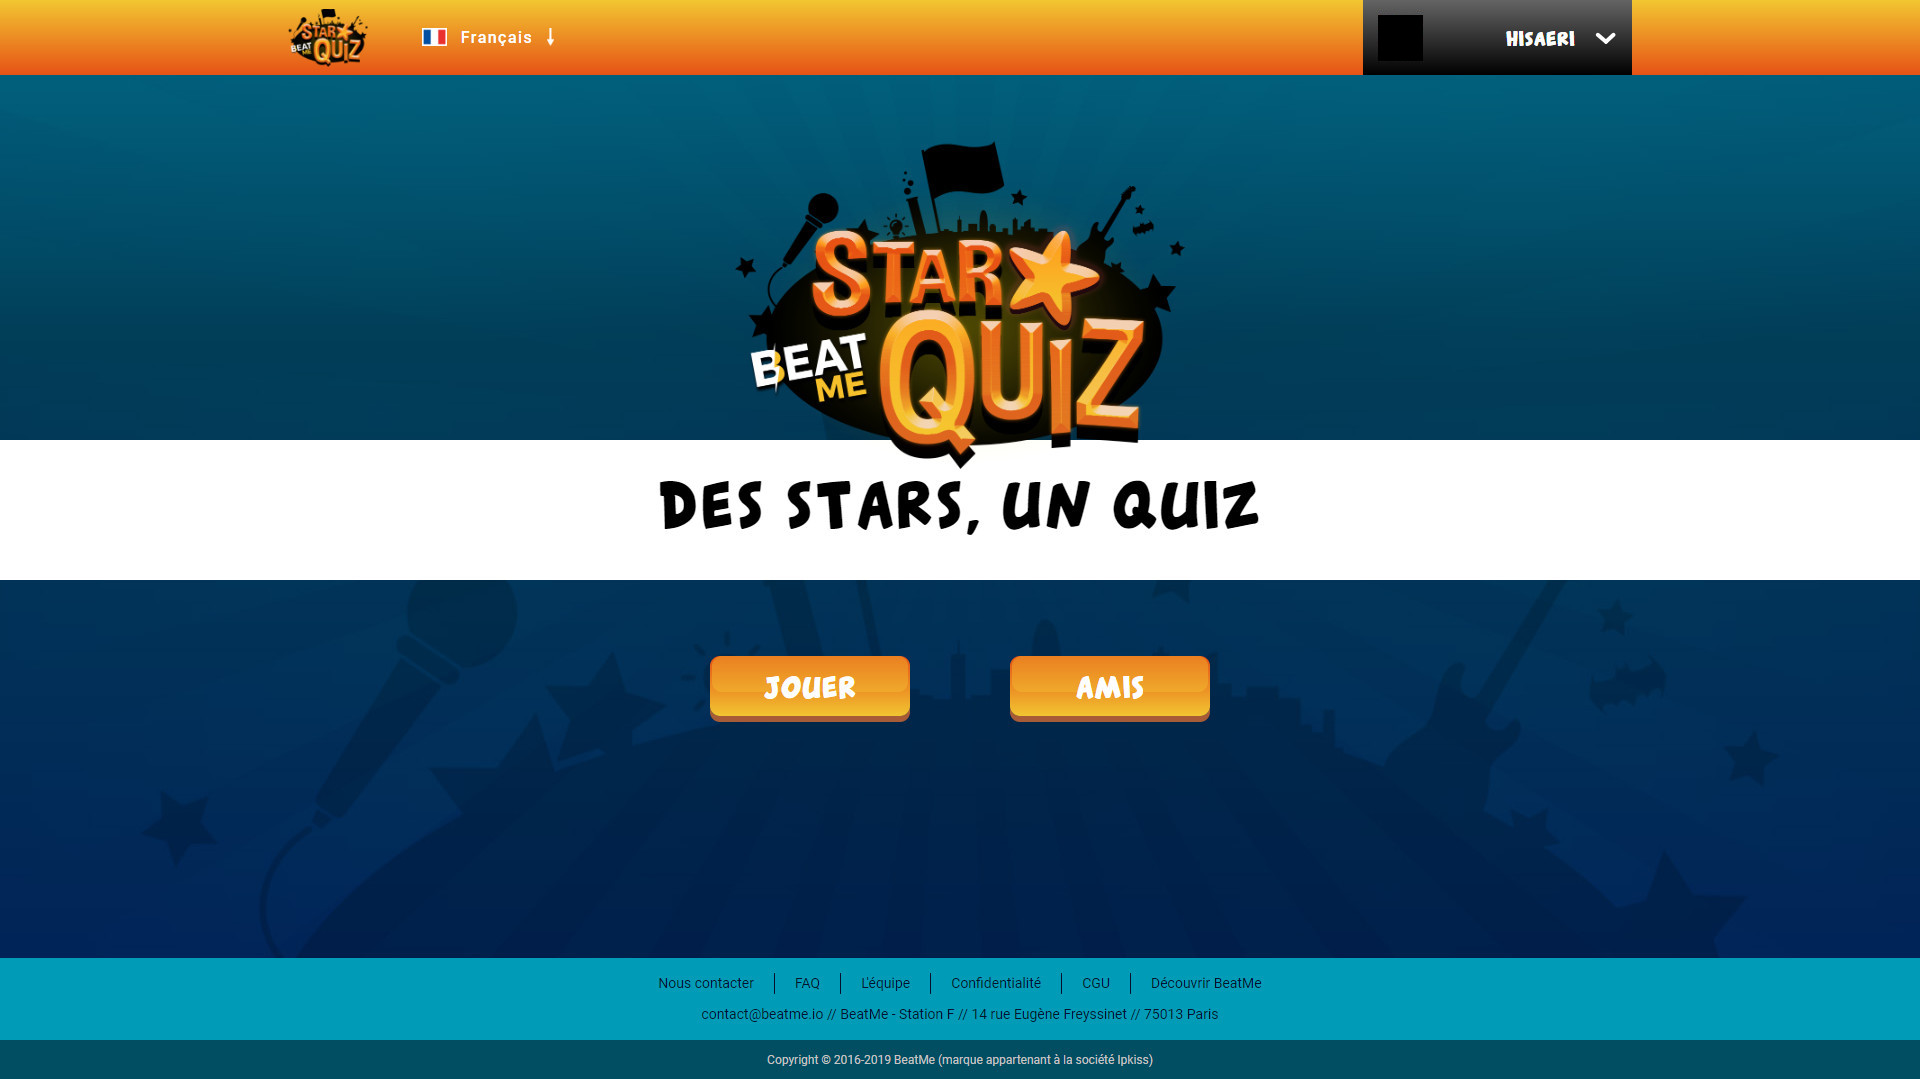 STAR
BEAT ME QUIZ
Français
HISAERI
STAR
QUIZ
BEAT
ME
DES STARS, UN QUIZ
JOUER
AMIS
Nous contacter FAQ L'équipe Confidentialité CGU Découvrir BeatMe
contact@beatme.io // BeatMe - Station F // 14 rue Eugène Freyssinet // 75013 Paris
Copyright © 2016-2019 BeatMe (marque appartenant à la société Ipkiss)